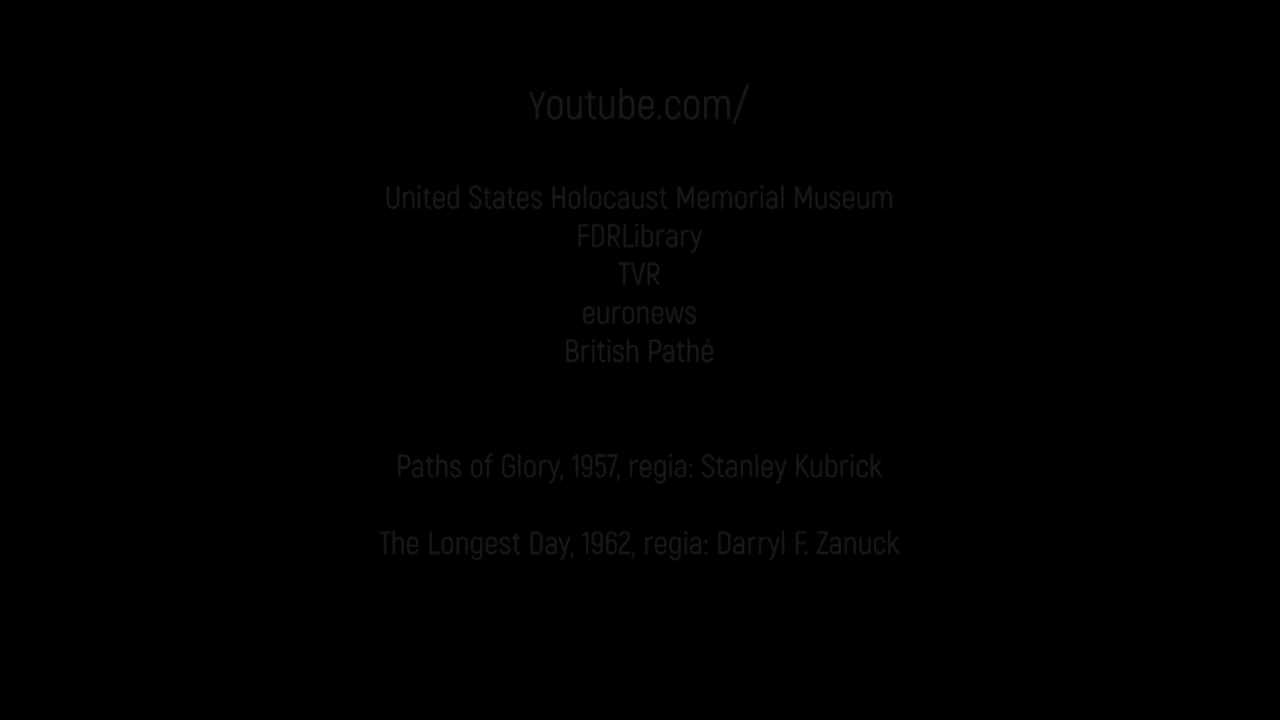 Youtube.com/
United States Holocaust Memorial Museum
FDRLibrary
TVR
euronews
British Pathé
Paths of Glory, 1957, regia: Stanley Kubrick
The Longest Day, 1962, regia: Darryl F. Zanuck